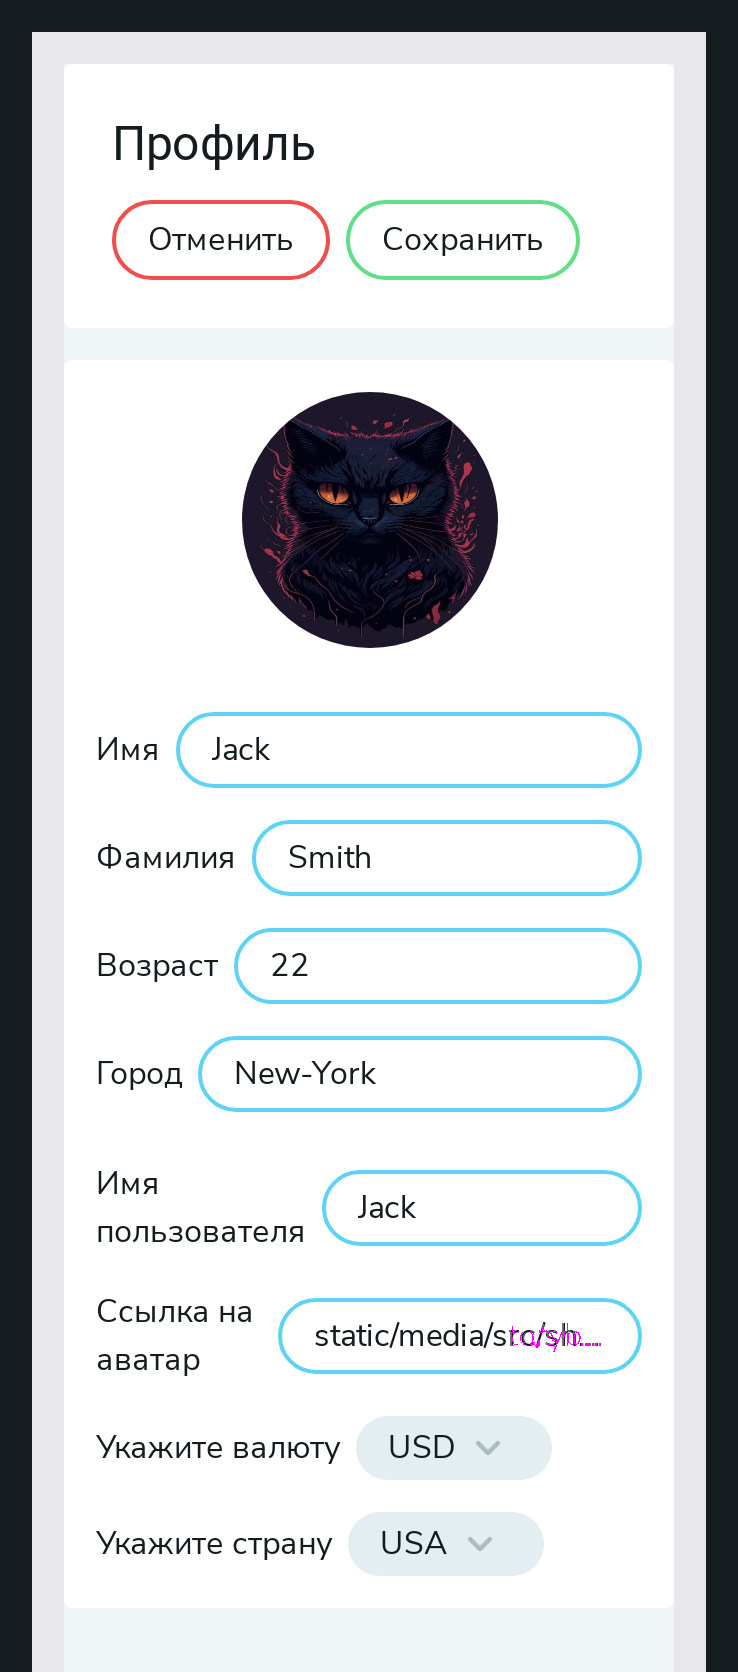 Профиль
Отменить
Сохранить
Имя
Jack
Фамилия
Smith
Возраст
22
Город
New-York
Имя
пользователя
Jack
Ссылка на
аватар
static/media/src/sh...
Укажите валюту
USD
Укажите страну
USA